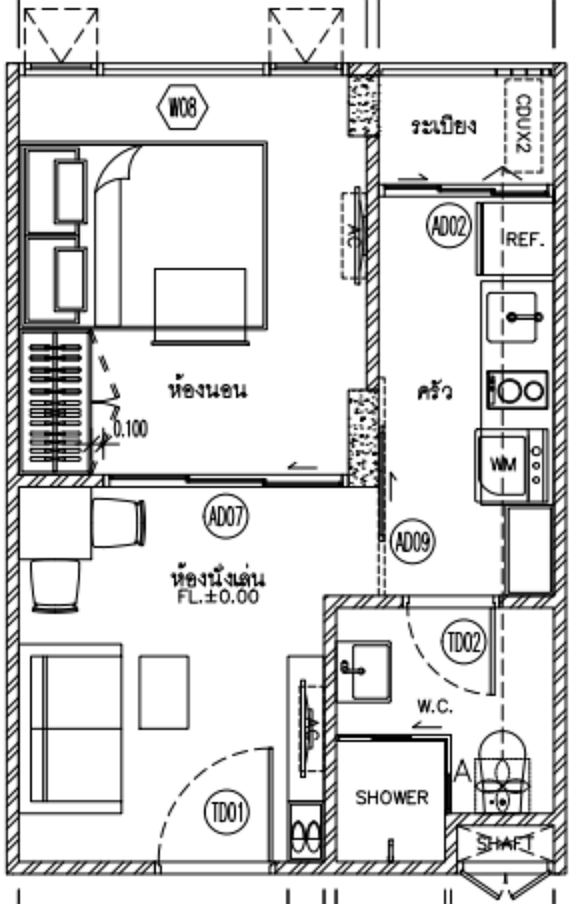 W08
ระเบียง
CDUX2
AD02
REF.
AC
ห้องนอน
ครัว
0.100
WM
AD07
AD09
ห้องนั่งเล่น
FL.±0.00
TD02
W.C.
AC
A
SHOWER
TD01
SHAFT